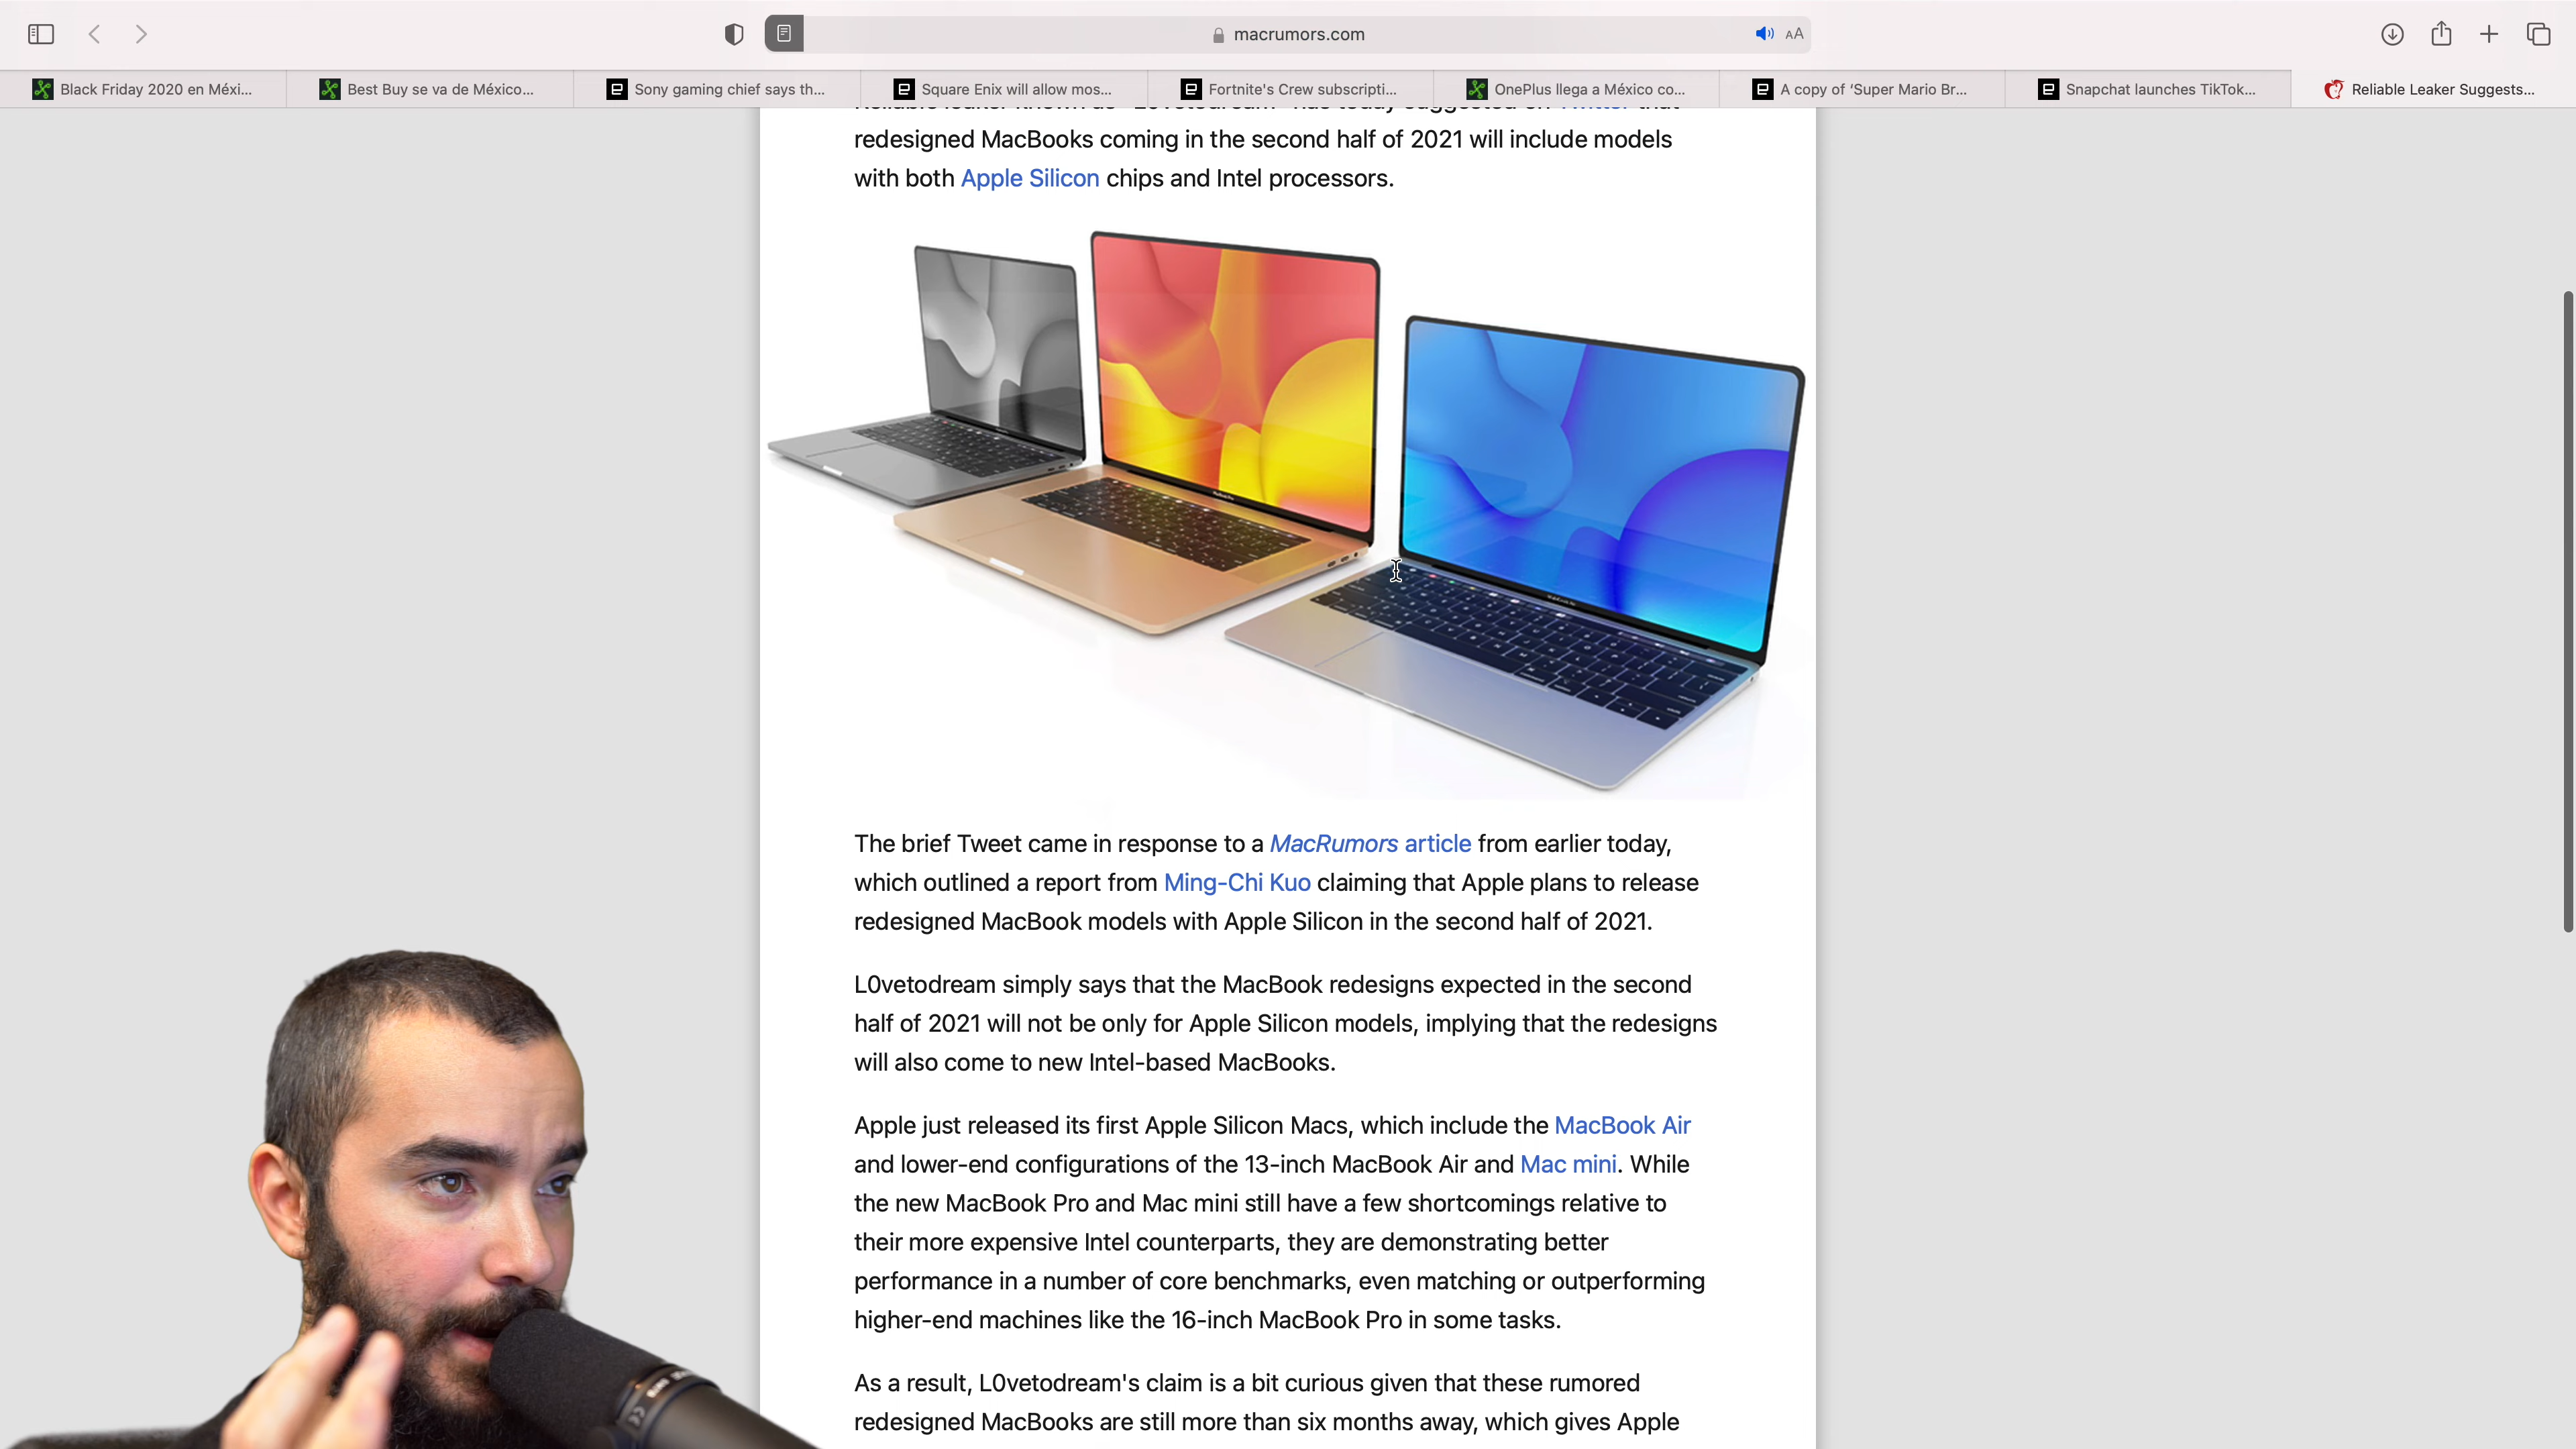 macrumors.com
AA
Black Friday 2020 en Méxi...
Best Buy se va de México...
Sony gaming chief says th...
Square Enix will allow mos...
Fortnite's Crew subscripti...
OnePlus llega a México co...
A copy of ‘Super Mario Br...
Snapchat launches TikTok...
Reliable Leaker Suggests...
redesigned MacBooks coming in the second half of 2021 will include models
with both Apple Silicon chips and Intel processors.
The brief Tweet came in response to a MacRumors article from earlier today,
which outlined a report from Ming-Chi Kuo claiming that Apple plans to release
redesigned MacBook models with Apple Silicon in the second half of 2021.
L0vetodream simply says that the MacBook redesigns expected in the second
half of 2021 will not be only for Apple Silicon models, implying that the redesigns
will also come to new Intel-based MacBooks.
Apple just released its first Apple Silicon Macs, which include the MacBook Air
and lower-end configurations of the 13-inch MacBook Air and Mac mini. While
the new MacBook Pro and Mac mini still have a few shortcomings relative to
their more expensive Intel counterparts, they are demonstrating better
performance in a number of core benchmarks, even matching or outperforming
higher-end machines like the 16-inch MacBook Pro in some tasks.
As a result, L0vetodream's claim is a bit curious given that these rumored
redesigned MacBooks are still more than six months away, which gives Apple